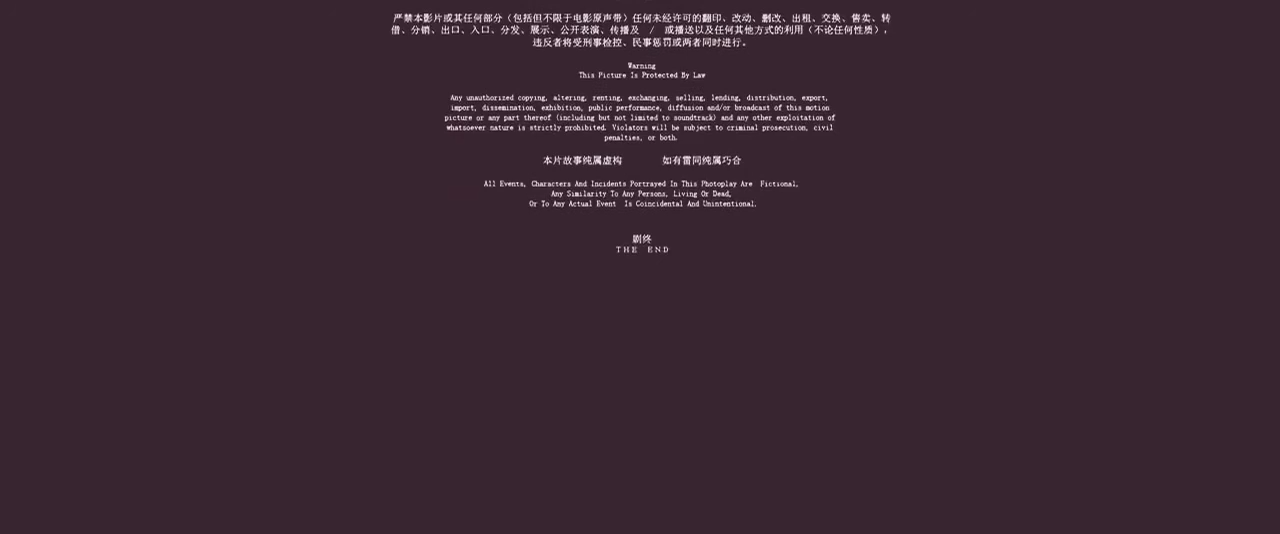 严禁本影片或其任何部分（包括但不限于电影原声带）任何未经许可的翻印、改动、删改、出租、交换、售卖、转
借、分销、出口、入口、分发、展示、公开表演、传播及 / 或播送以及任何其他方式的利用（不论任何性质），
违反者将受刑事检控、民事惩罚或两者同时进行。
Warning
This Picture Is Protected By Law
Any unauthorized copying, altering, renting, exchanging, selling, lending, distribution, export,
import, dissemination, exhibition, public performance, diffusion and/or broadcast of this motion
picture or any part thereof (including but not limited to soundtrack) and any other exploitation of
whatsoever nature is strictly prohibited. Violators will be subject to criminal prosecution, civil
penalties, or both.
本片故事纯属虚构 如有雷同纯属巧合
All Events, Characters And Incidents Portrayed In This Photoplay Are Fictional,
Any Similarity To Any Persons, Living Or Dead,
Or To Any Actual Event Is Coincidental And Unintentional.
剧终
THE END